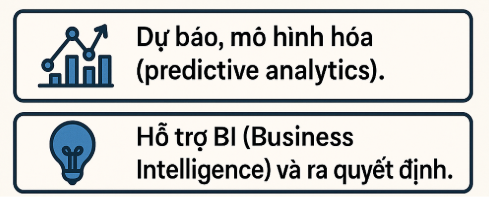 Dự báo, mô hình hóa
(predictive analytics).
Hỗ trợ BI (Business
Intelligence) và ra quyết định.